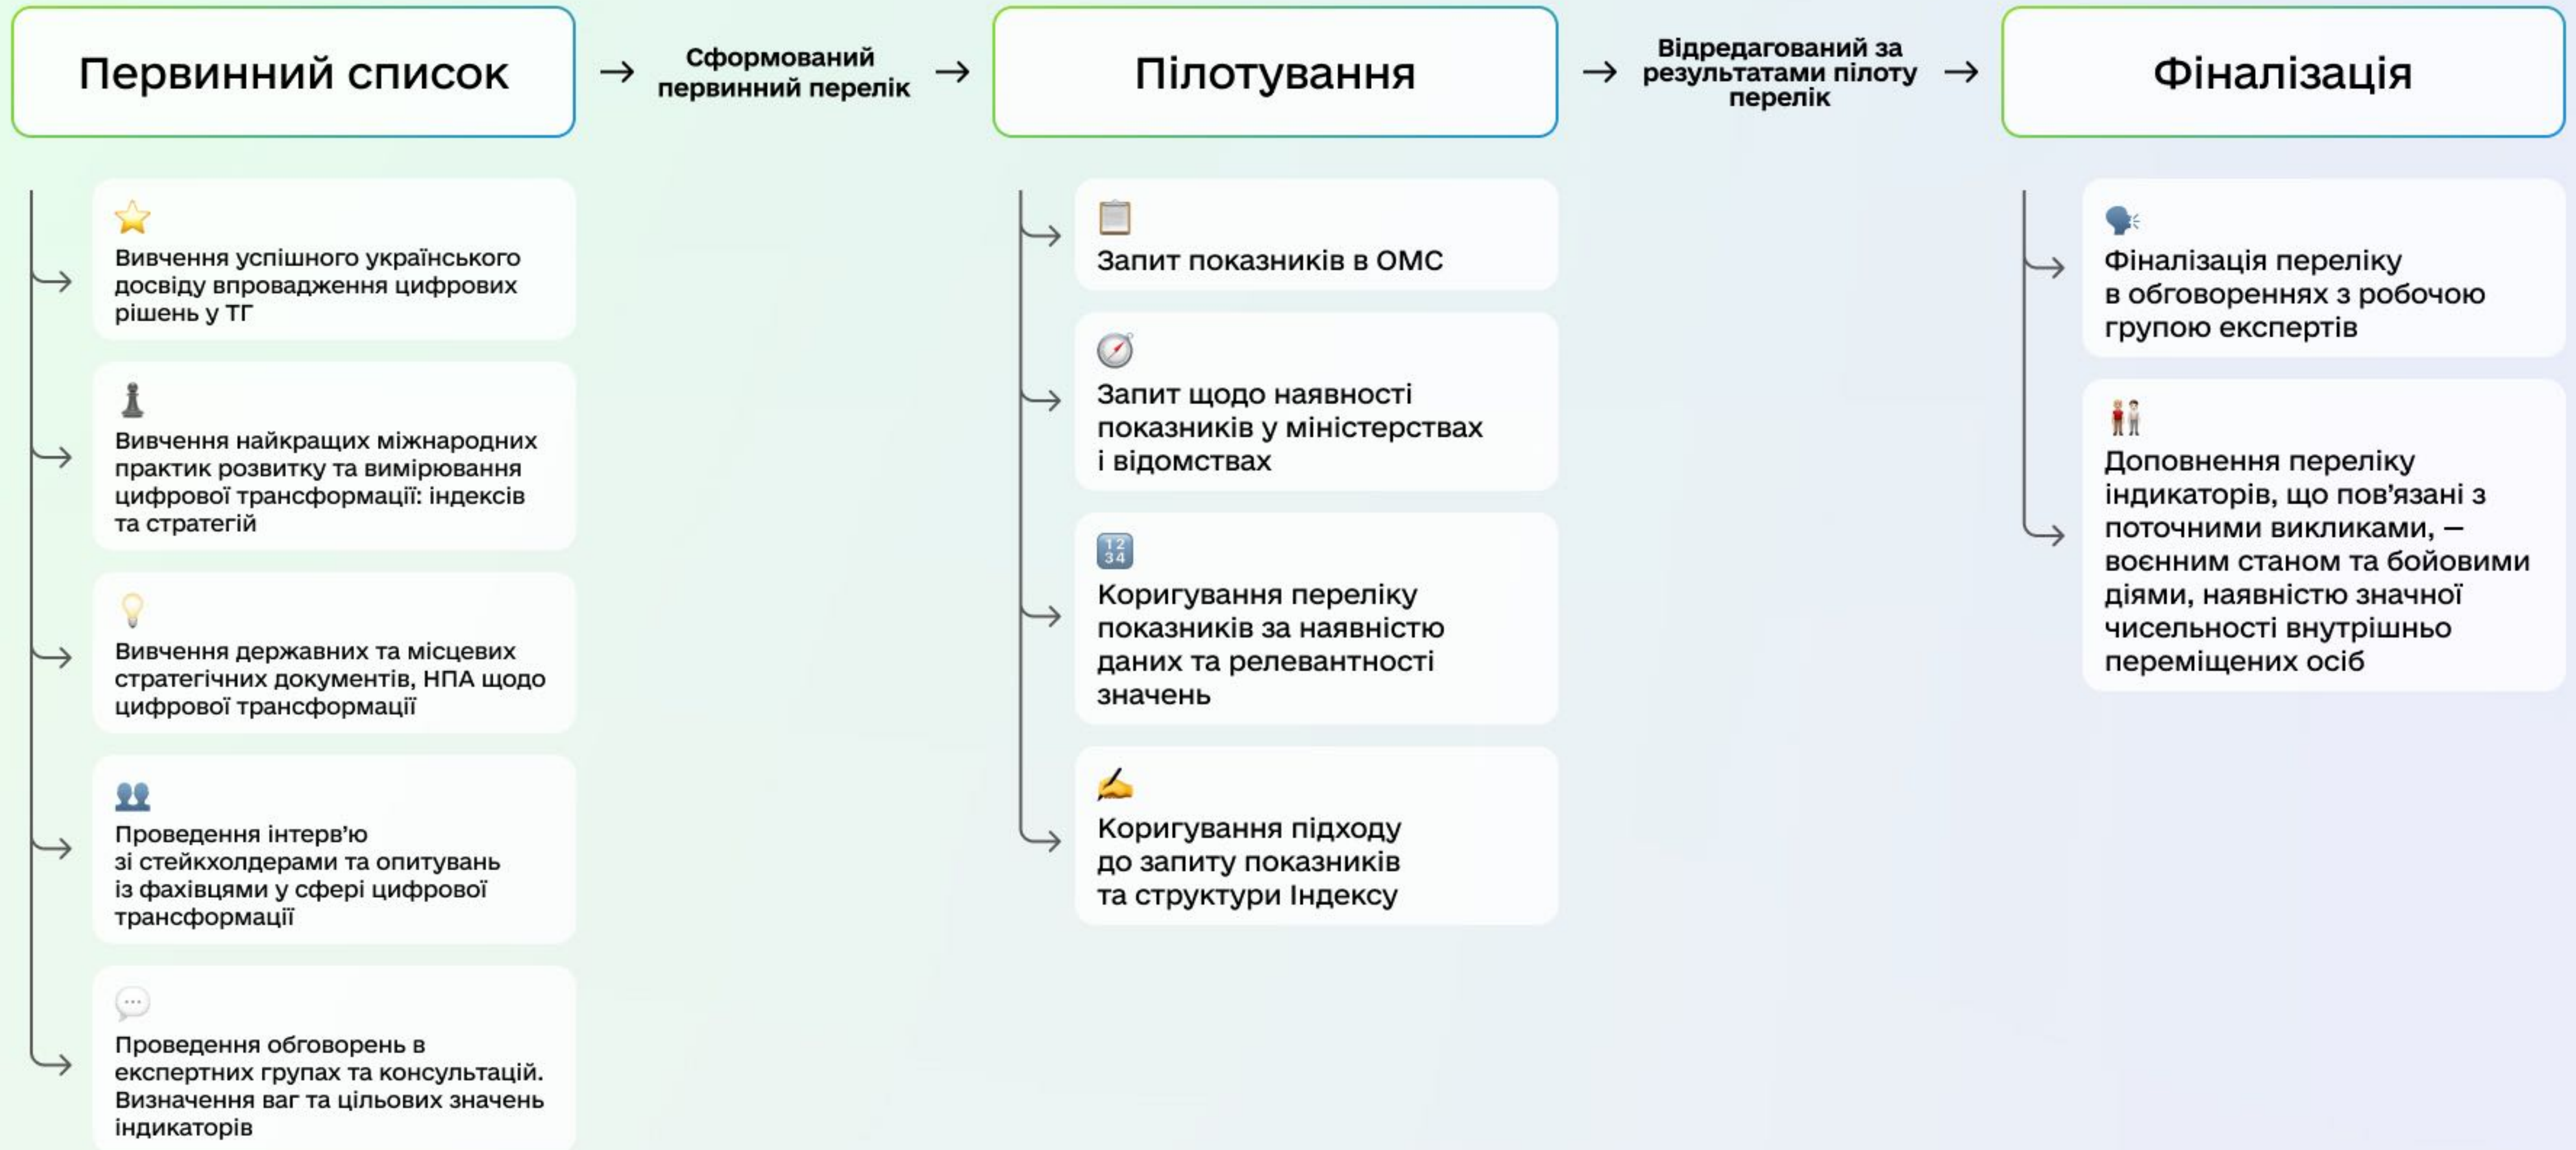 Первинний список
Сформований
первинний перелік
Пілотування
Відредагований за
результатами пілоту
перелік
Фіналізація
Вивчення успішного українського
досвіду впровадження цифрових
рішень у ТГ
Вивчення найкращих міжнародних
практик розвитку та вимірювання
цифрової трансформації: індексів
та стратегій
Вивчення державних та місцевих
стратегічних документів, НПА щодо
цифрової трансформації
Проведення інтерв’ю
зі стейкхолдерами та опитувань
із фахівцями у сфері цифрової
трансформації
Проведення обговорень в
експертних групах та консультацій.
Визначення ваг та цільових значень
індикаторів
Запит показників в ОМС
Запит щодо наявності
показників у міністерствах
і відомствах
1 2
3 4
Коригування переліку
показників за наявністю
даних та релевантності
значень
Коригування підходу
до запиту показників
та структури Індексу
Фіналізація переліку
в обговореннях з робочою
групою експертів
Доповнення переліку
індикаторів, що пов’язані з
поточними викликами, —
воєнним станом та бойовими
діями, наявністю значної
чисельності внутрішньо
переміщених осіб